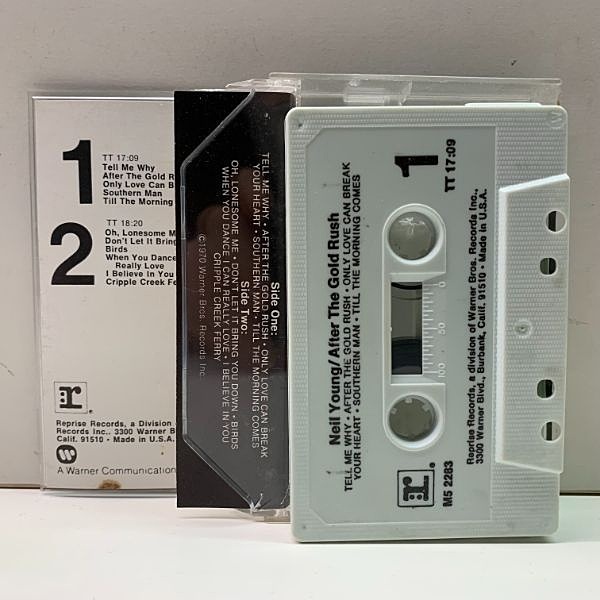 1
TT 17:09
Tell Me Why
After The Gold R
Only Love Can B
Southern Man
Till The Morning
2
TT 18:20
Oh, Lonesome M
Don't Let It Bring
Birds
When You Dance
Really Love
I Believe In You
Cripple Creek Fe
r
Reprise Records, a Division
Records Inc., 3300 Warner
Calif. 91510 • Made in U.S.A.
A Warner Communication
Side One:
TELL ME WHY • AFTER THE GOLD RUSH • ONLY LOVE CAN BREAK
YOUR HEART • SOUTHERN MAN • TILL THE MORNING COMES
Side Two:
OH, LONESOME ME • DON'T LET IT BRING YOU DOWN • BIRDS
WHEN YOU DANCE I CAN REALLY LOVE • I BELIEVE IN YOU
CRIPPLE CREEK FERRY
©1970 Warner Bros. Records Inc.
Neil Young/After The Gold Rush
TELL ME WHY • AFTER THE GOLD RUSH • ONLY LOVE CAN BREAK
YOUR HEART • SOUTHERN MAN • TILL THE MORNING COMES
1
TT 17:09
100 50 0
r
M5 2283
Reprise Records, a division of Warner Bros. Records Inc.,
3300 Warner Blvd., Burbank, Calif. 91510 • Made in U.S.A.